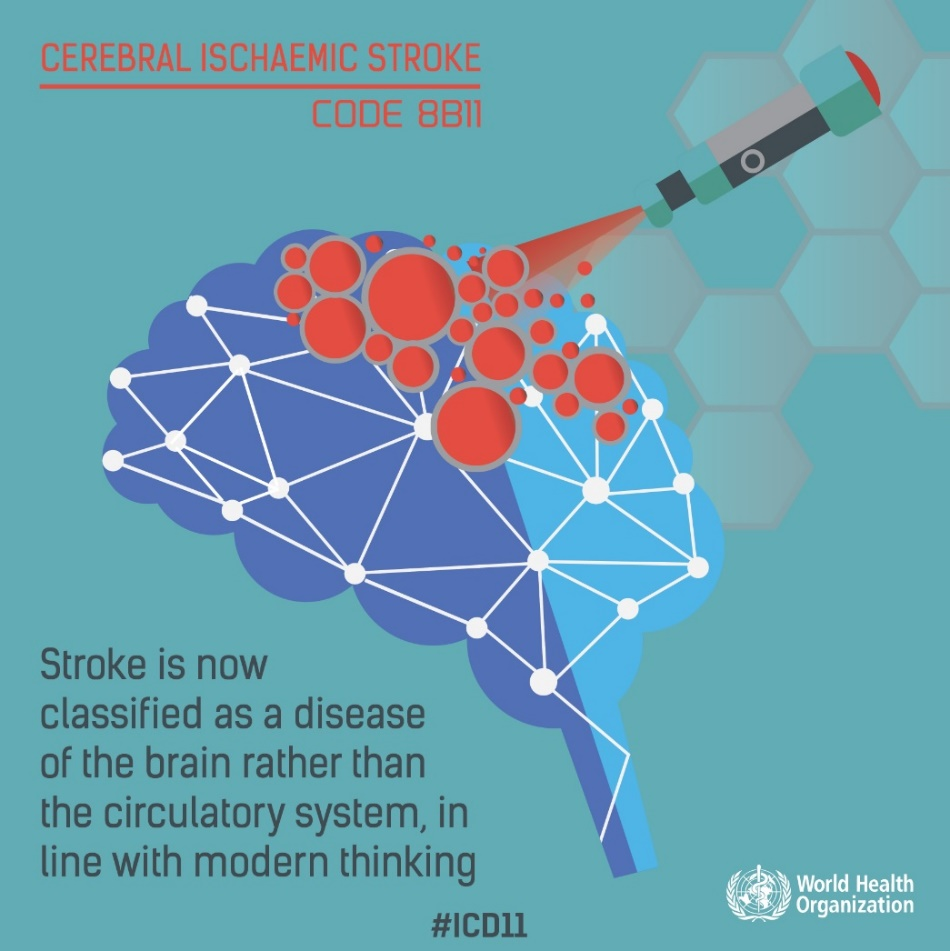 CEREBRAL ISCHAEMIC STROKE
CODE 8B11
Stroke is now
classified as a disease
of the brain rather than
the circulatory system, in
line with modern thinking
#ICD11
World Health
Organization